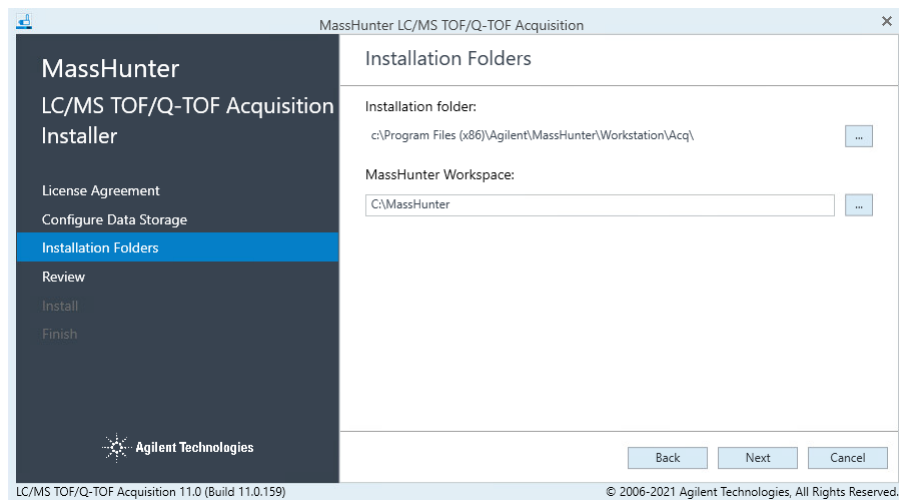 MassHunter LC/MS TOF/Q-TOF Acquisition
MassHunter
LC/MS TOF/Q-TOF Acquisition
Installer
License Agreement
Configure Data Storage
Installation Folders
Review
Install
Finish
Agilent Technologies
Installation Folders
Installation folder:
c:\Program Files (x86)\Agilent\MassHunter\Workstation\Acq\
...
MassHunter Workspace:
C:\MassHunter
...
Back Next Cancel
LC/MS TOF/Q-TOF Acquisition 11.0 (Build 11.0.159)
© 2006-2021 Agilent Technologies, All Rights Reserved.